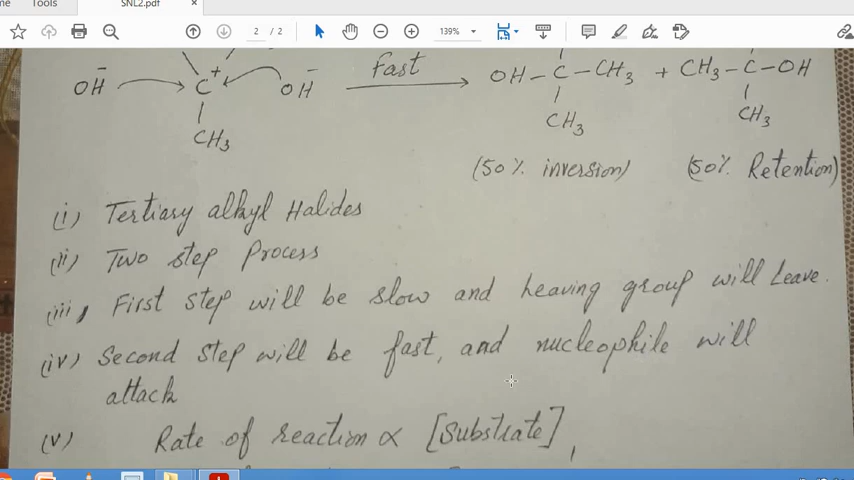 me Tools SNL2.pdf ×
2 / 2 139%
OH⁻ C⁺ OH⁻ Fast OH-C-CH3 + CH3-C-OH
CH3 CH3 CH3
(50% inversion) (50% Retention)
(i) Tertiary alkyl Halides
(ii) Two step Process
(iii) First step will be slow and leaving group will Leave.
(iv) Second step will be fast, and nucleophile will
attack
(v) Rate of reaction ∝ [Substrate]